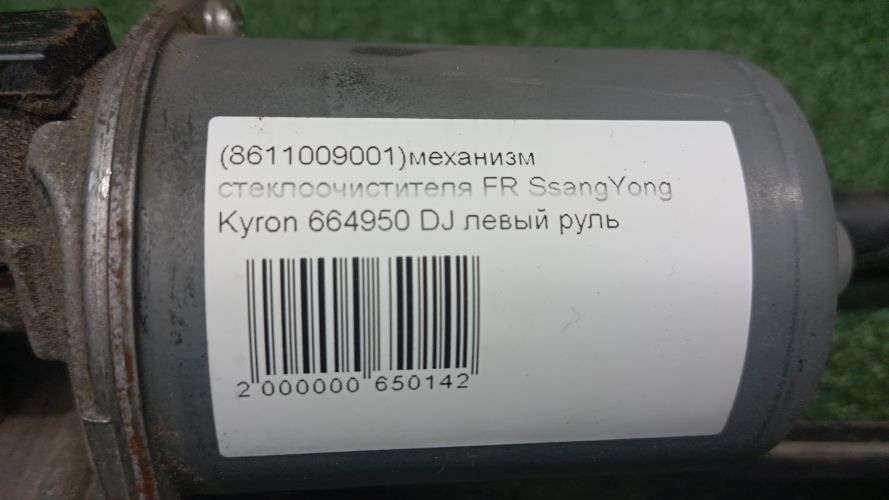 (8611009001)механизм
стеклоочистителя FR SsangYong
Kyron 664950 DJ левый руль
2 000000 650142